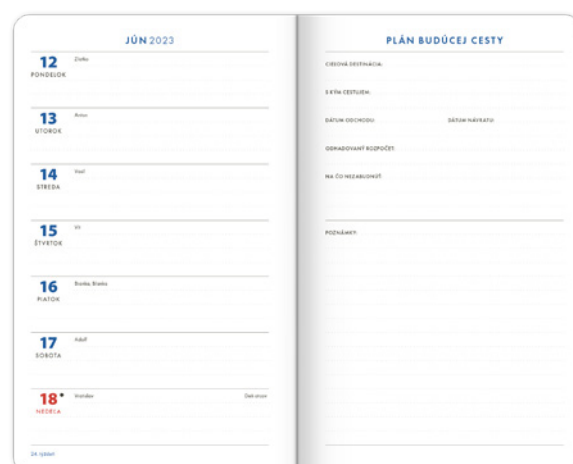 JÚN 2023
12 Zlatko
PONDELOK
13 Anton
UTOROK
14 Vasil
STREDA
15 Vít
ŠTVRTOK
16 Bianka, Blanka
PIATOK
17 Adolf
SOBOTA
18 Vratislav Deň otcov
NEDEĽA
24. týždeň
PLÁN BUDÚCEJ CESTY
CIEĽOVÁ DESTINÁCIA:
S KÝM CESTUJEM:
DÁTUM ODCHODU: DÁTUM NÁVRATU:
ODHADOVANÝ ROZPOČET:
NA ČO NEZABUDNÚŤ:
POZNÁMKY: